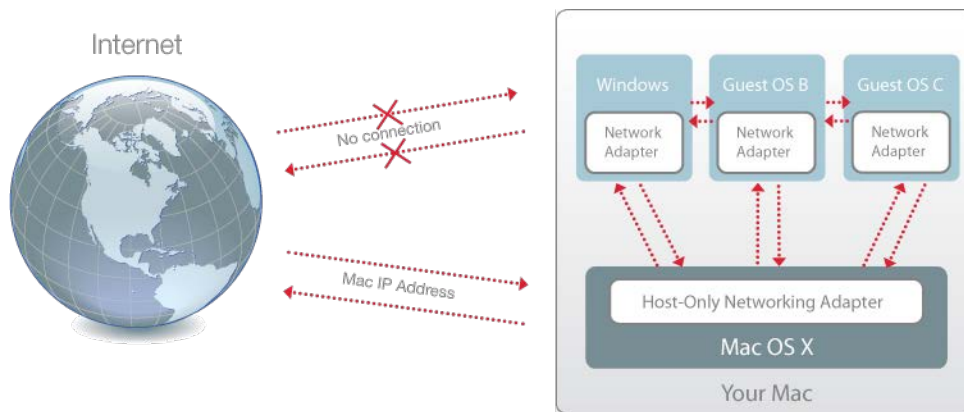 Internet
No connection
Mac IP Address
Windows
Guest OS B
Guest OS C
Network
Adapter
Network
Adapter
Network
Adapter
Host-Only Networking Adapter
Mac OS X
Your Mac